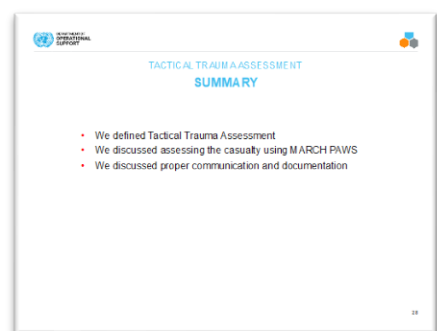 DEPARTMENT OF
OPERATIONAL
SUPPORT
TACTICAL TRAUMA ASSESSMENT
SUMMARY
• We defined Tactical Trauma Assessment
• We discussed assessing the casualty using MARCH PAWS
• We discussed proper communication and documentation
28